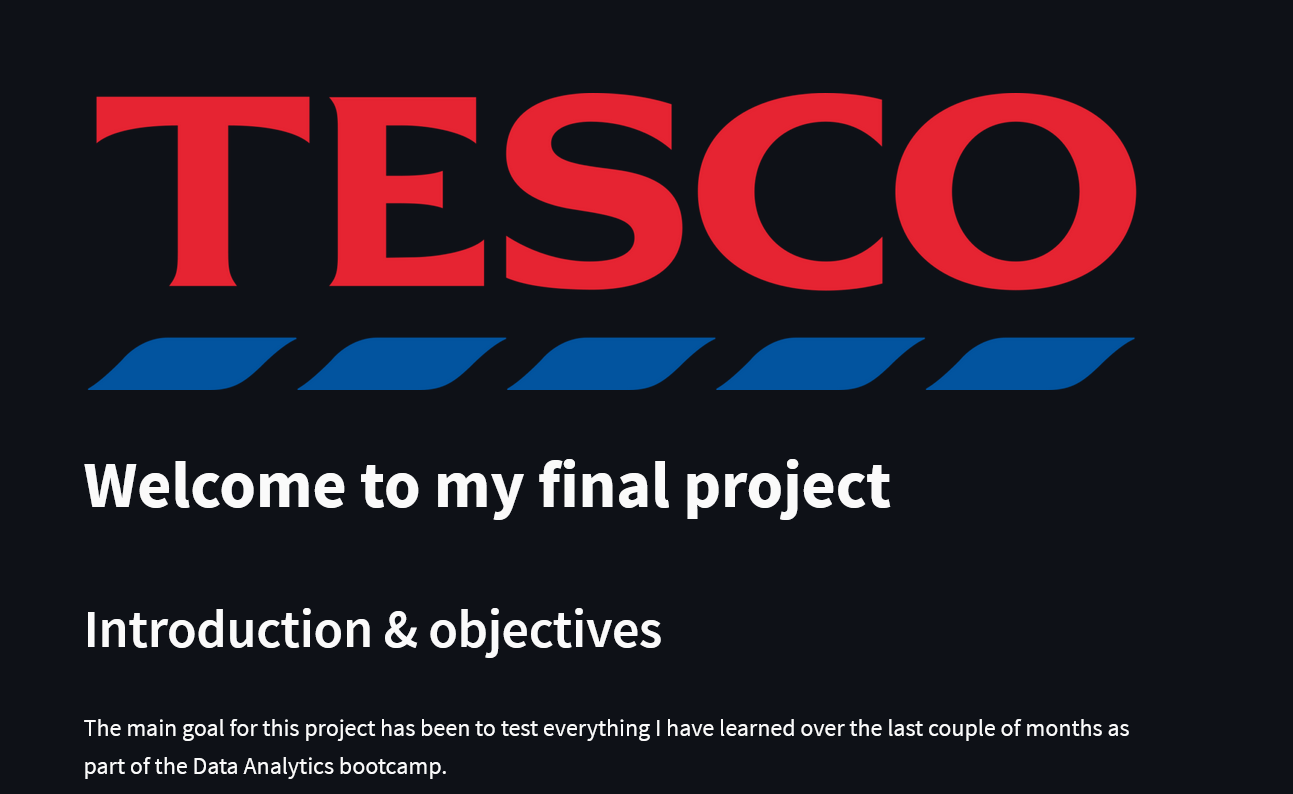 TESCO
Welcome to my final project
Introduction & objectives
The main goal for this project has been to test everything I have learned over the last couple of months as
part of the Data Analytics bootcamp.